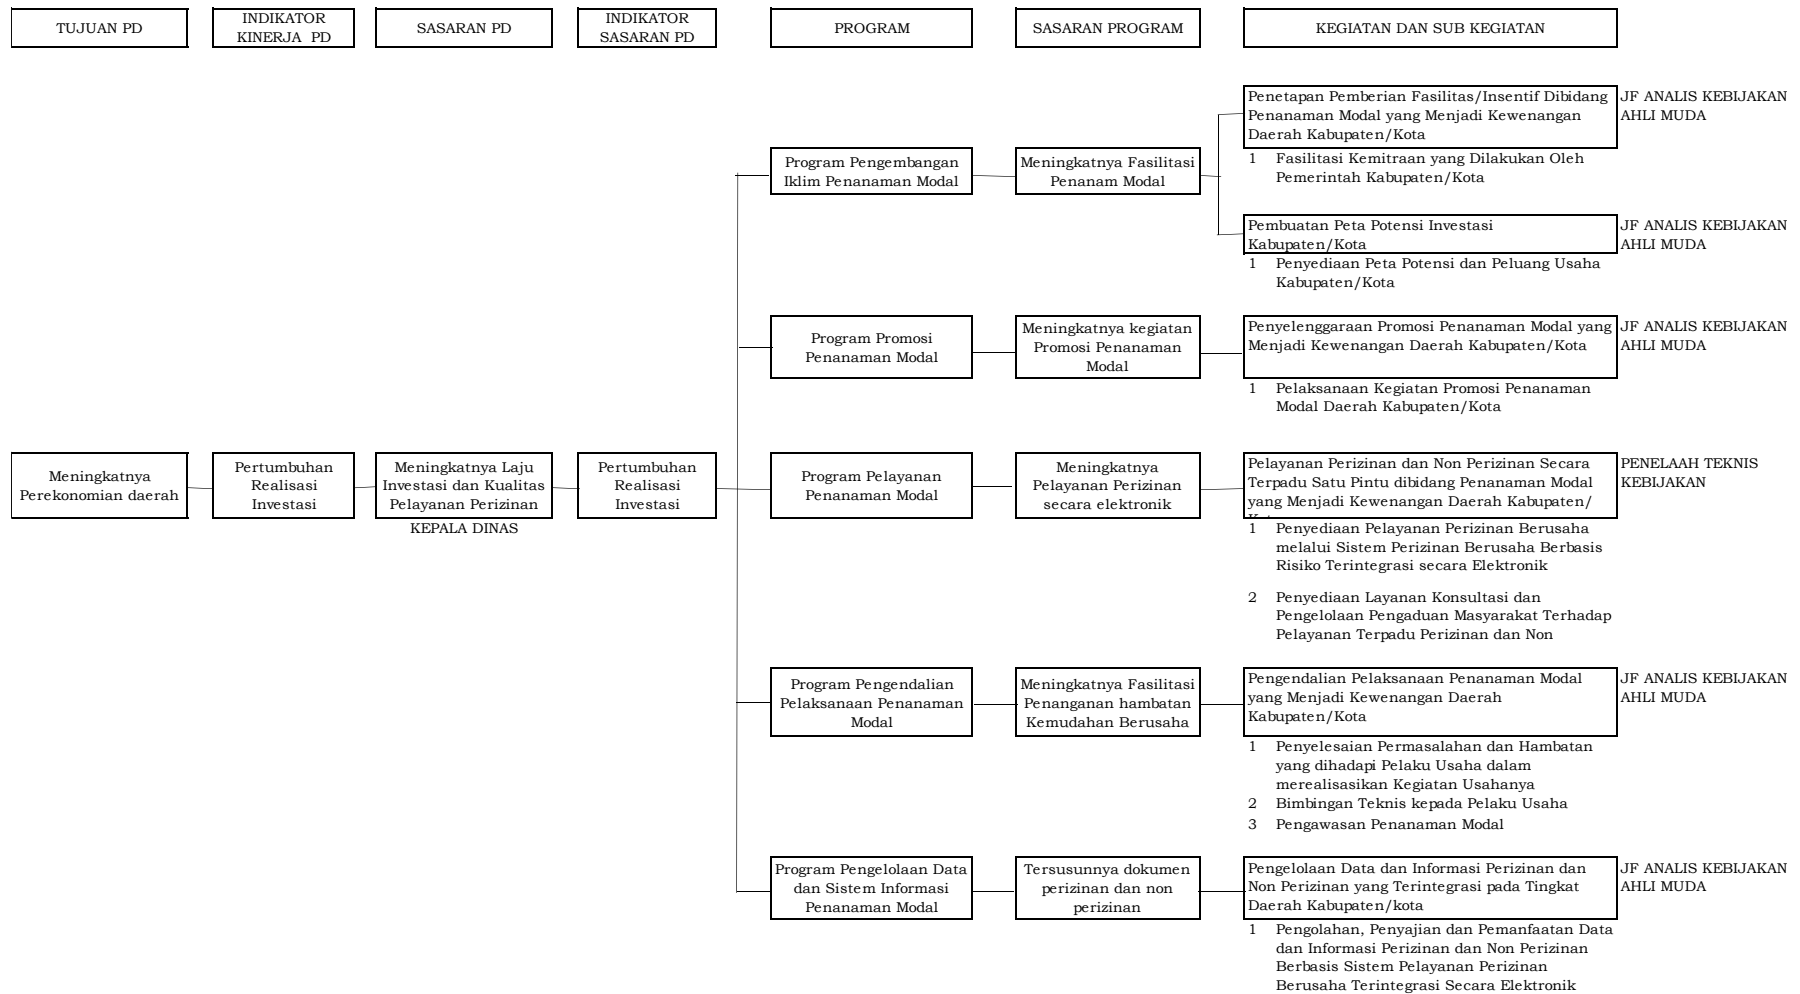 TUJUAN PD
INDIKATOR
KINERJA PD
SASARAN PD
INDIKATOR
SASARAN PD
PROGRAM
SASARAN PROGRAM
KEGIATAN DAN SUB KEGIATAN
Penetapan Pemberian Fasilitas/Insentif Dibidang
Penanaman Modal yang Menjadi Kewenangan
Daerah Kabupaten/Kota
JF ANALIS KEBIJAKAN
AHLI MUDA
Program Pengembangan
Iklim Penanaman Modal
Meningkatnya Fasilitasi
Penanam Modal
1 Fasilitasi Kemitraan yang Dilakukan Oleh
Pemerintah Kabupaten/Kota
Pembuatan Peta Potensi Investasi
Kabupaten/Kota
JF ANALIS KEBIJAKAN
AHLI MUDA
1 Penyediaan Peta Potensi dan Peluang Usaha
Kabupaten/Kota
Program Promosi
Penanaman Modal
Meningkatnya kegiatan
Promosi Penanaman
Modal
Penyelenggaraan Promosi Penanaman Modal yang
Menjadi Kewenangan Daerah Kabupaten/Kota
JF ANALIS KEBIJAKAN
AHLI MUDA
1 Pelaksanaan Kegiatan Promosi Penanaman
Modal Daerah Kabupaten/Kota
Meningkatnya
Perekonomian daerah
Pertumbuhan
Realisasi
Investasi
Meningkatnya Laju
Investasi dan Kualitas
Pelayanan Perizinan
KEPALA DINAS
Pertumbuhan
Realisasi
Investasi
Program Pelayanan
Penanaman Modal
Meningkatnya
Pelayanan Perizinan
secara elektronik
Pelayanan Perizinan dan Non Perizinan Secara
Terpadu Satu Pintu dibidang Penanaman Modal
yang Menjadi Kewenangan Daerah Kabupaten/
PENELAAH TEKNIS
KEBIJAKAN
1 Penyediaan Pelayanan Perizinan Berusaha
melalui Sistem Perizinan Berusaha Berbasis
Risiko Terintegrasi secara Elektronik
2 Penyediaan Layanan Konsultasi dan
Pengelolaan Pengaduan Masyarakat Terhadap
Pelayanan Terpadu Perizinan dan Non
Program Pengendalian
Pelaksanaan Penanaman
Modal
Meningkatnya Fasilitasi
Penanganan hambatan
Kemudahan Berusaha
Pengendalian Pelaksanaan Penanaman Modal
yang Menjadi Kewenangan Daerah
Kabupaten/Kota
JF ANALIS KEBIJAKAN
AHLI MUDA
1 Penyelesaian Permasalahan dan Hambatan
yang dihadapi Pelaku Usaha dalam
merealisasikan Kegiatan Usahanya
2 Bimbingan Teknis kepada Pelaku Usaha
3 Pengawasan Penanaman Modal
Program Pengelolaan Data
dan Sistem Informasi
Penanaman Modal
Tersusunnya dokumen
perizinan dan non
perizinan
Pengelolaan Data dan Informasi Perizinan dan
Non Perizinan yang Terintegrasi pada Tingkat
Daerah Kabupaten/kota
JF ANALIS KEBIJAKAN
AHLI MUDA
1 Pengolahan, Penyajian dan Pemanfaatan Data
dan Informasi Perizinan dan Non Perizinan
Berbasis Sistem Pelayanan Perizinan
Berusaha Terintegrasi Secara Elektronik